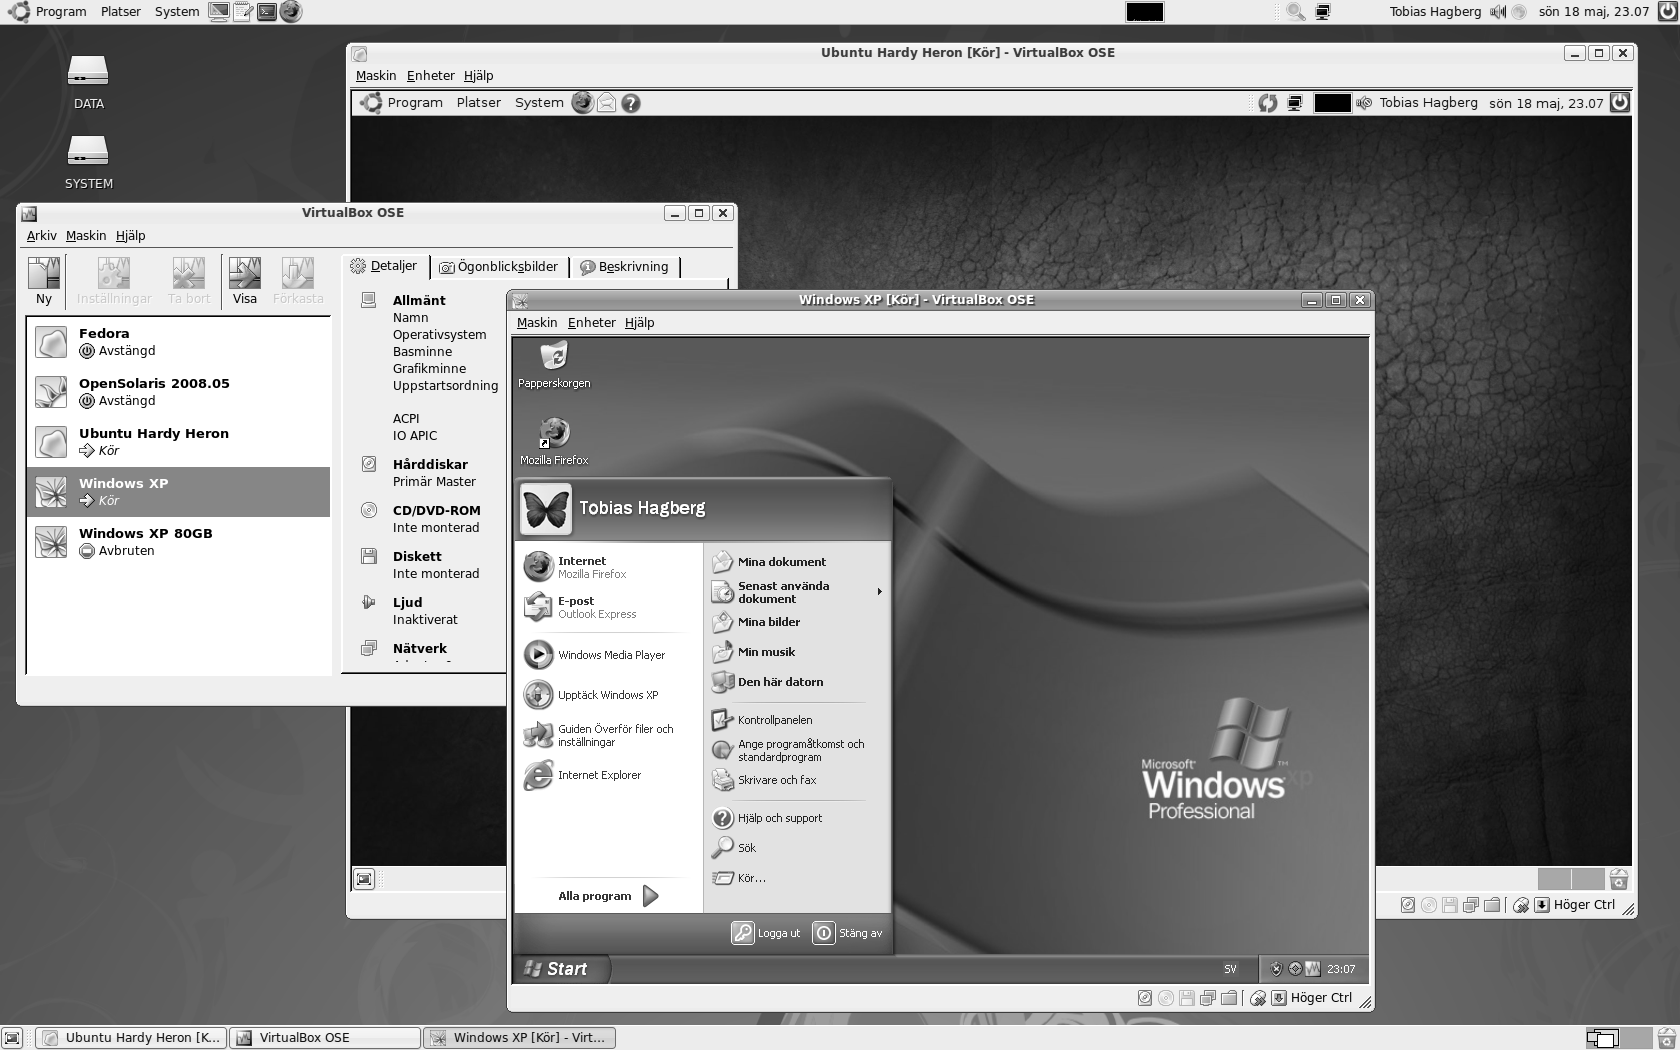 Program Platser System
Tobias Hagberg sön 18 maj, 23.07
DATA
SYSTEM
Ubuntu Hardy Heron [Kör] - VirtualBox OSE
Maskin Enheter Hjälp
Program Platser System
Tobias Hagberg sön 18 maj, 23.07
VirtualBox OSE
Arkiv Maskin Hjälp
Ny Inställningar Ta bort Visa Förkasta
Fedora
Avstängd
OpenSolaris 2008.05
Avstängd
Ubuntu Hardy Heron
Kör
Windows XP
Kör
Windows XP 80GB
Avbruten
Detaljer Ögonblicksbilder Beskrivning
Allmänt
Namn
Operativsystem
Basminne
Grafikminne
Uppstartsordning
ACPI
IO APIC
Hårddiskar
Primär Master
CD/DVD-ROM
Inte monterad
Diskett
Inte monterad
Ljud
Inaktiverat
Nätverk
Windows XP [Kör] - VirtualBox OSE
Maskin Enheter Hjälp
Papperskorgen
Mozilla Firefox
Tobias Hagberg
Internet
Mozilla Firefox
E-post
Outlook Express
Windows Media Player
Upptäck Windows XP
Guiden Överför filer och
inställningar
Internet Explorer
Alla program
Mina dokument
Senast använda
dokument
Mina bilder
Min musik
Den här datorn
Kontrollpanelen
Ange programåtkomst och
standardprogram
Skrivare och fax
Hjälp och support
Sök
Kör...
Logga ut Stäng av
Microsoft
Windows xp
Professional
TM
Start
SV 23:07
Höger Ctrl
Höger Ctrl
Ubuntu Hardy Heron [K... VirtualBox OSE Windows XP [Kör] - Virt...